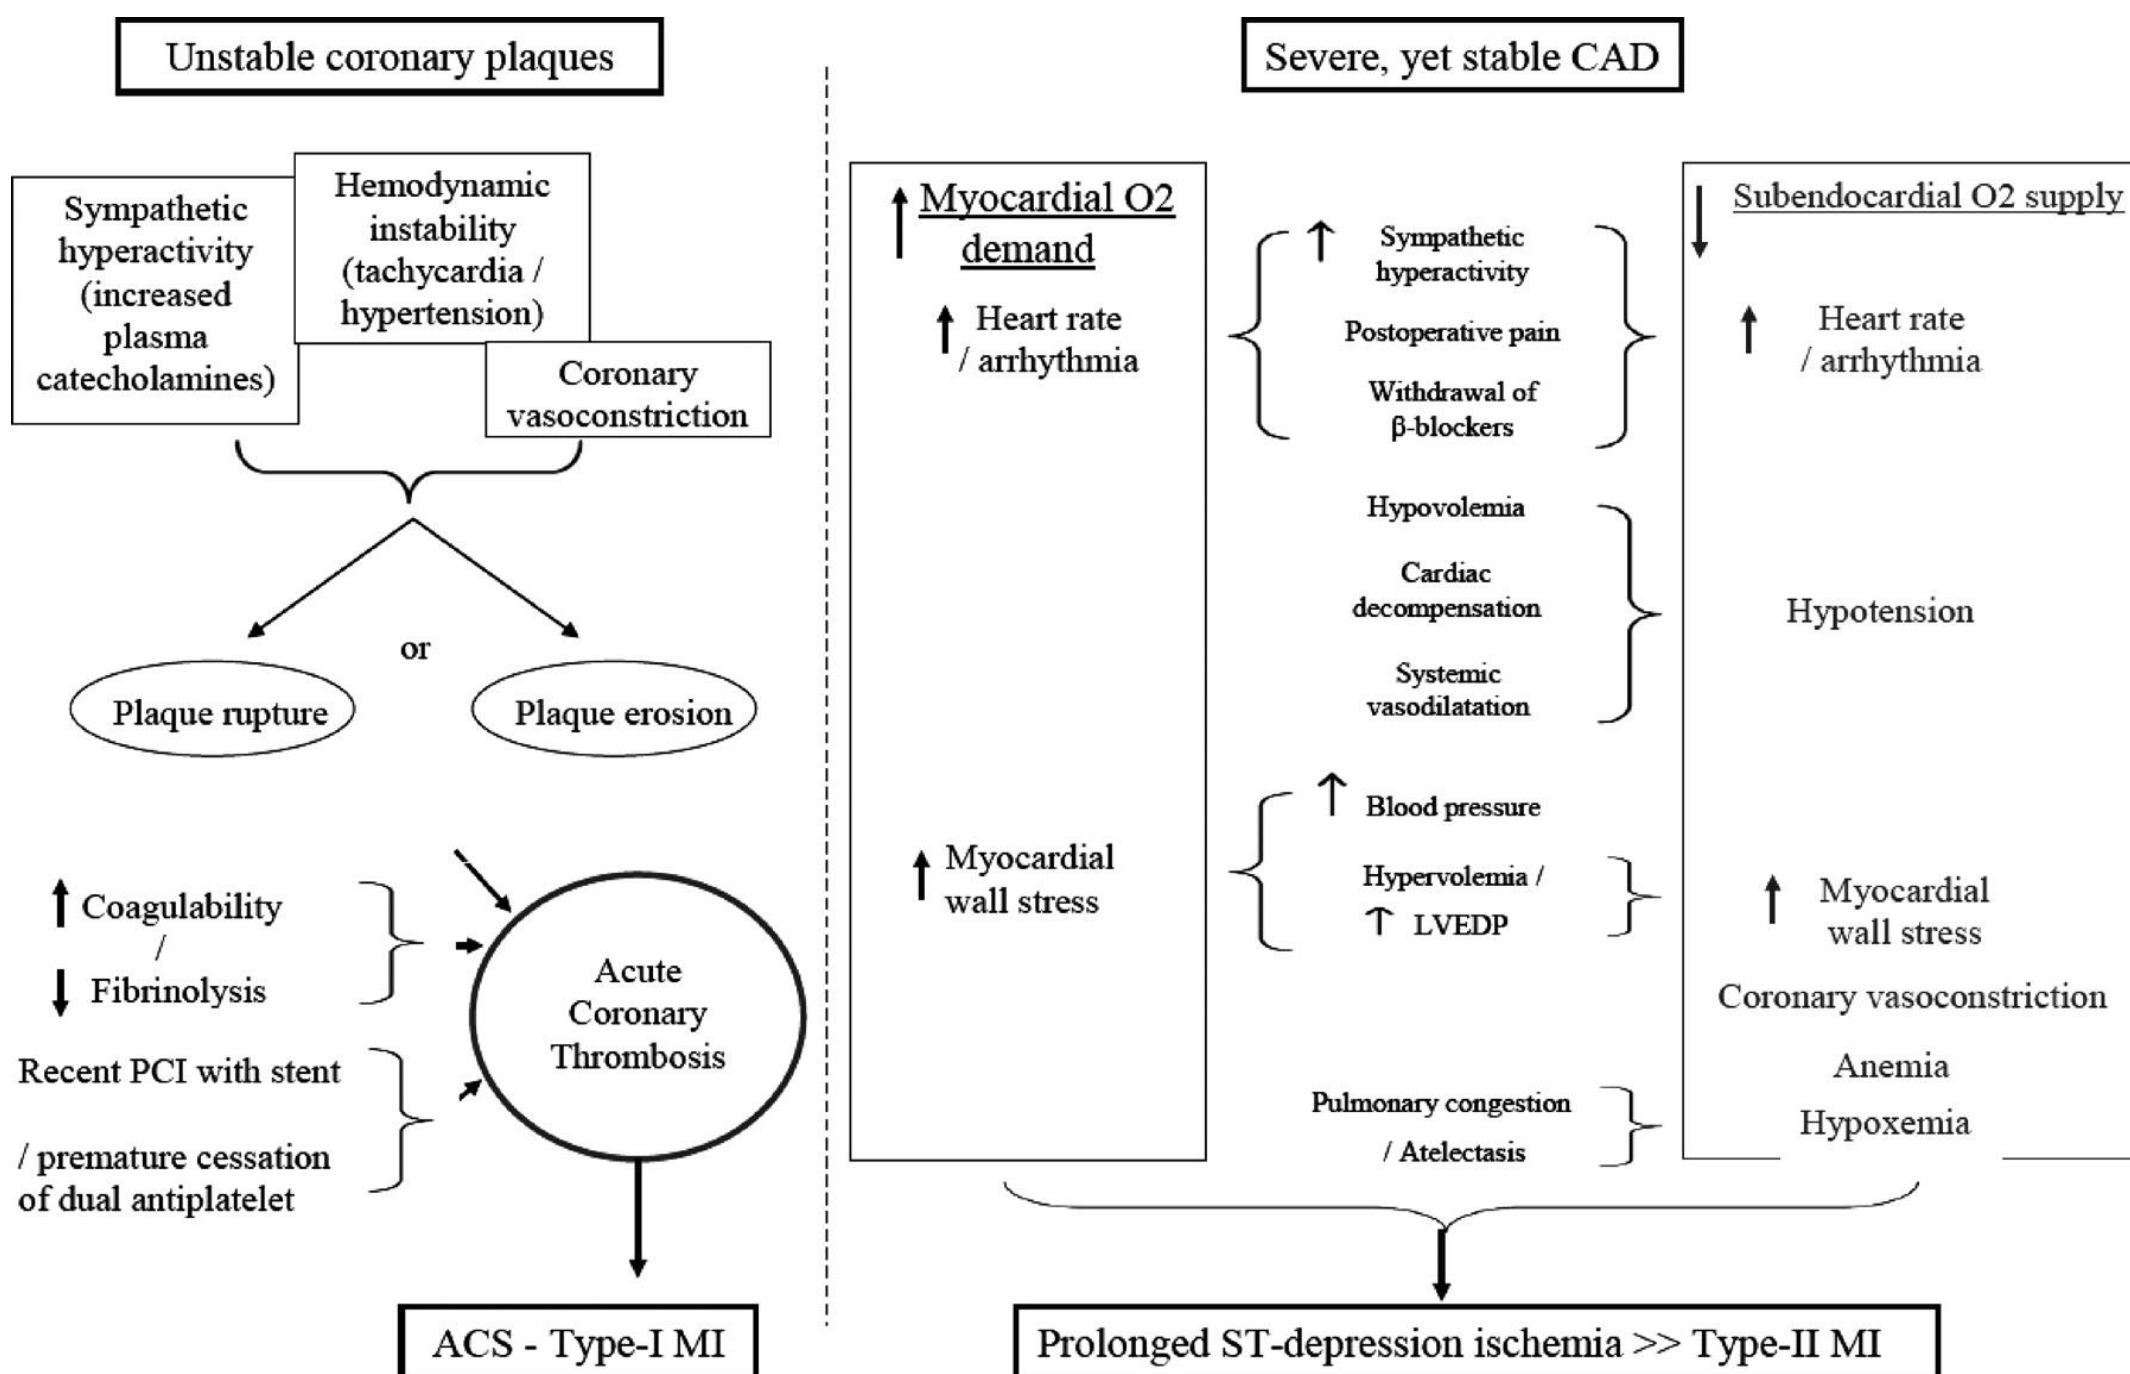 Unstable coronary plaques
Sympathetic
hyperactivity
(increased
plasma
catecholamines)
Hemodynamic
instability
(tachycardia /
hypertension)
Coronary
vasoconstriction
or
Plaque rupture
Plaque erosion
↑ Coagulability
/
↓ Fibrinolysis
Recent PCI with stent
/ premature cessation
of dual antiplatelet
Acute
Coronary
Thrombosis
ACS - Type-I MI
Severe, yet stable CAD
↑ Myocardial O2
demand
↑ Heart rate
/ arrhythmia
↑ Myocardial
wall stress
↑ Sympathetic
hyperactivity
Postoperative pain
Withdrawal of
β-blockers
Hypovolemia
Cardiac
decompensation
Systemic
vasodilatation
↑ Blood pressure
Hypervolemia /
↑ LVEDP
Pulmonary congestion
/ Atelectasis
↓ Subendocardial O2 supply
↑ Heart rate
/ arrhythmia
Hypotension
↑ Myocardial
wall stress
Coronary vasoconstriction
Anemia
Hypoxemia
Prolonged ST-depression ischemia >> Type-II MI